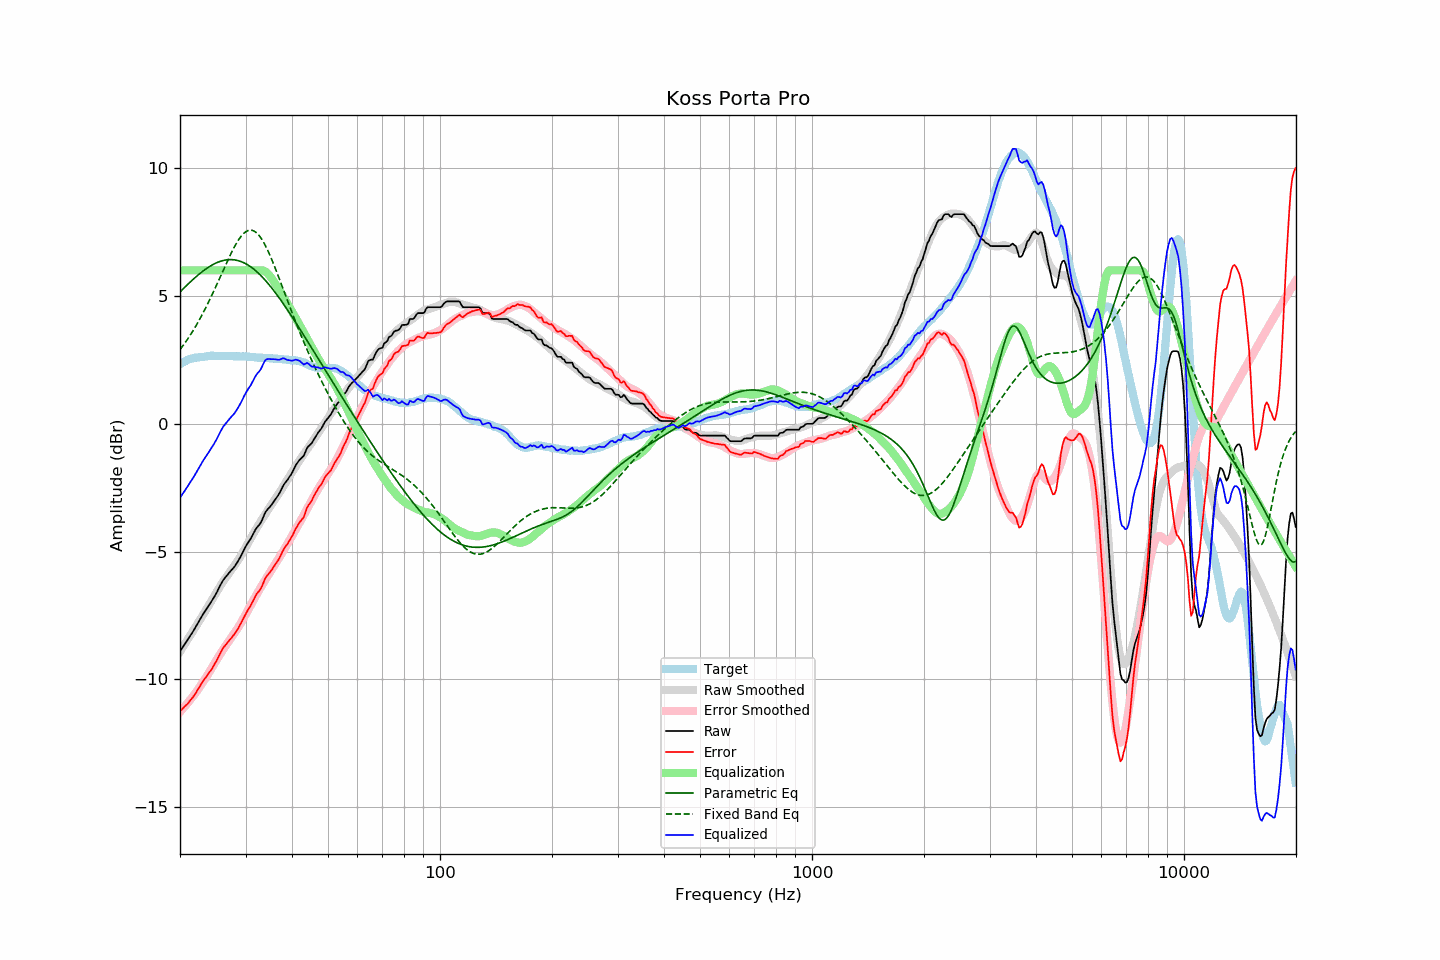 Koss Porta Pro
Amplitude (dBr)
10
5
0
−5
−10
−15
Target
Raw Smoothed
Error Smoothed
Raw
Error
Equalization
Parametric Eq
Fixed Band Eq
Equalized
100
1000
10000
Frequency (Hz)